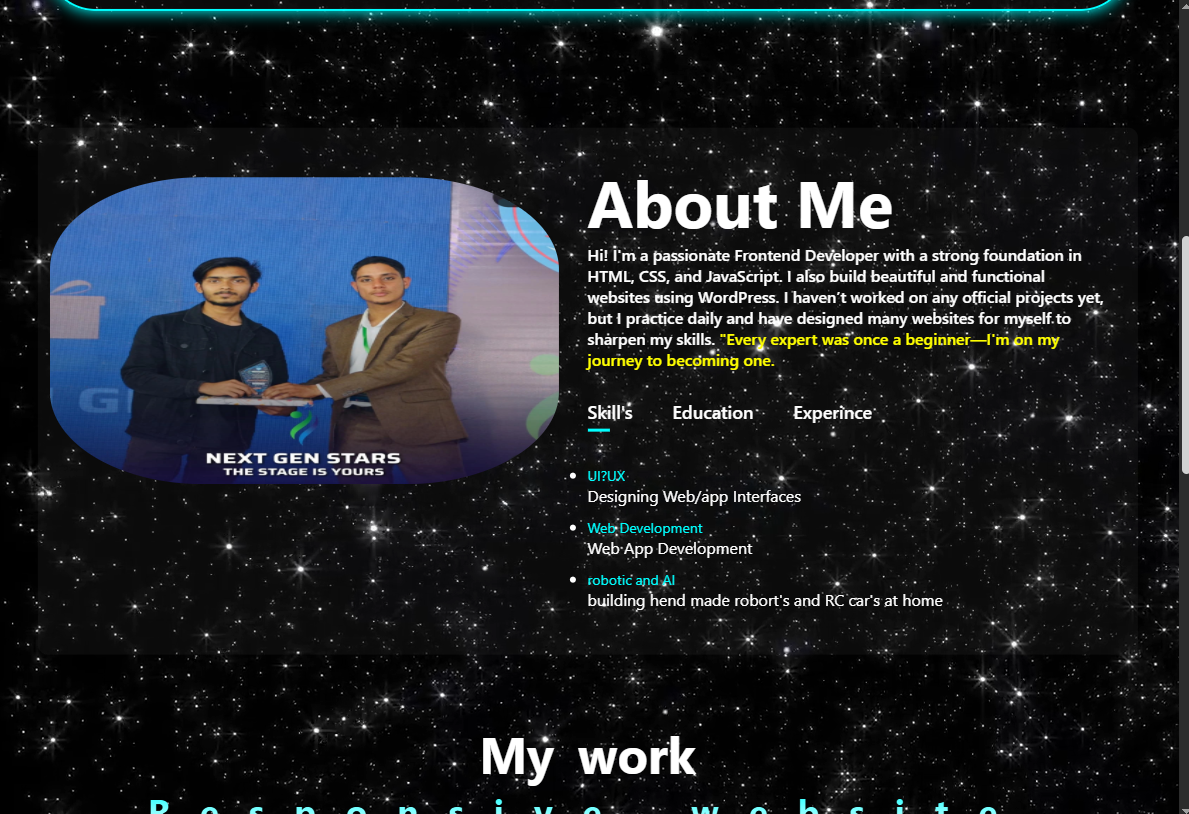 About Me
Hi! I'm a passionate Frontend Developer with a strong foundation in
HTML, CSS, and JavaScript. I also build beautiful and functional
websites using WordPress. I haven’t worked on any official projects yet,
but I practice daily and have designed many websites for myself to
sharpen my skills. "Every expert was once a beginner—I'm on my
journey to becoming one.
Skill's Education Experince
UI?UX
Designing Web/app Interfaces
Web Development
Web App Development
robotic and AI
building hend made robort's and RC car's at home
NEXT GEN STARS
THE STAGE IS YOURS
My work
Responsive website